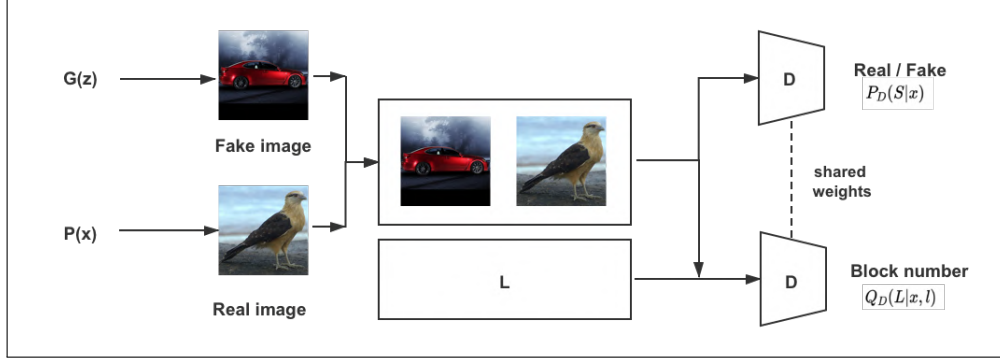 G(z)
Fake image
P(x)
Real image
L
D
Real / Fake
P_D(S|x)
shared
weights
D
Block number
Q_D(L|x, l)